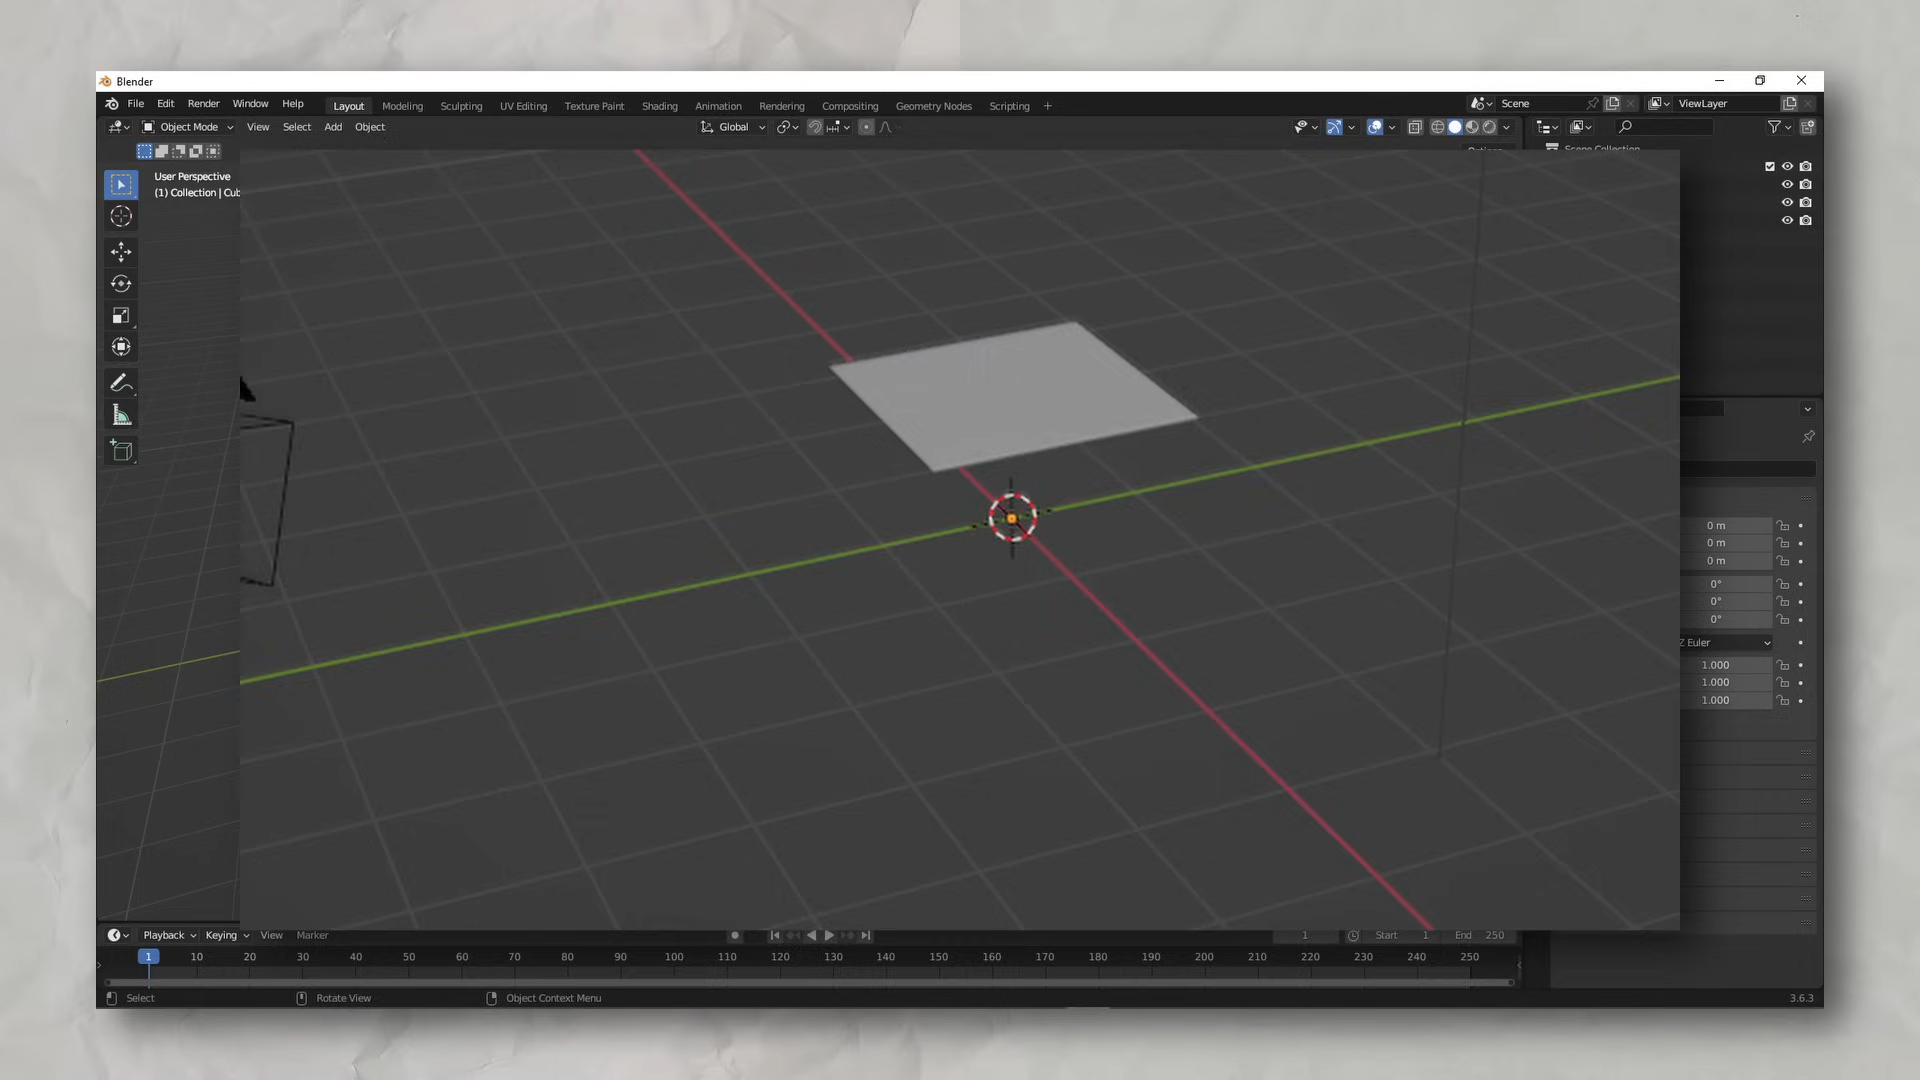 Blender
File Edit Render Window Help Layout Modeling Sculpting UV Editing Texture Paint Shading Animation Rendering Compositing Geometry Nodes Scripting + Scene ViewLayer
Object Mode View Select Add Object Global
Scene Collection
User Perspective
(1) Collection | Cub
0 m
0 m
0 m
0°
0°
0°
Z Euler
1.000
1.000
1.000
Playback Keying View Marker 1 Start 1 End 250
1 10 20 30 40 50 60 70 80 90 100 110 120 130 140 150 160 170 180 190 200 210 220 230 240 250
Select Rotate View Object Context Menu 3.6.3